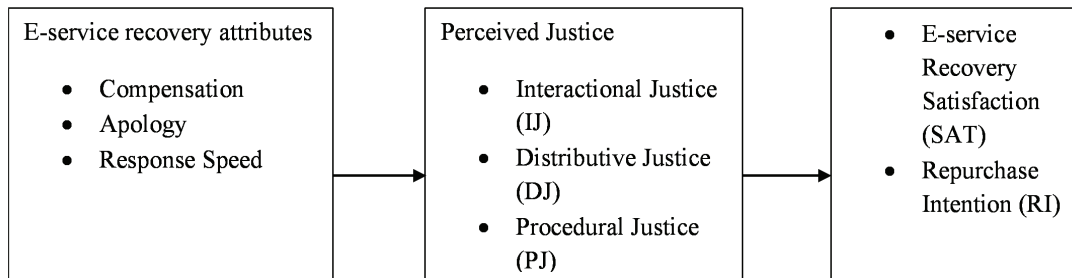 E-service recovery attributes
• Compensation
• Apology
• Response Speed
Perceived Justice
• Interactional Justice
(IJ)
• Distributive Justice
(DJ)
• Procedural Justice
(PJ)
• E-service
Recovery
Satisfaction
(SAT)
• Repurchase
Intention (RI)